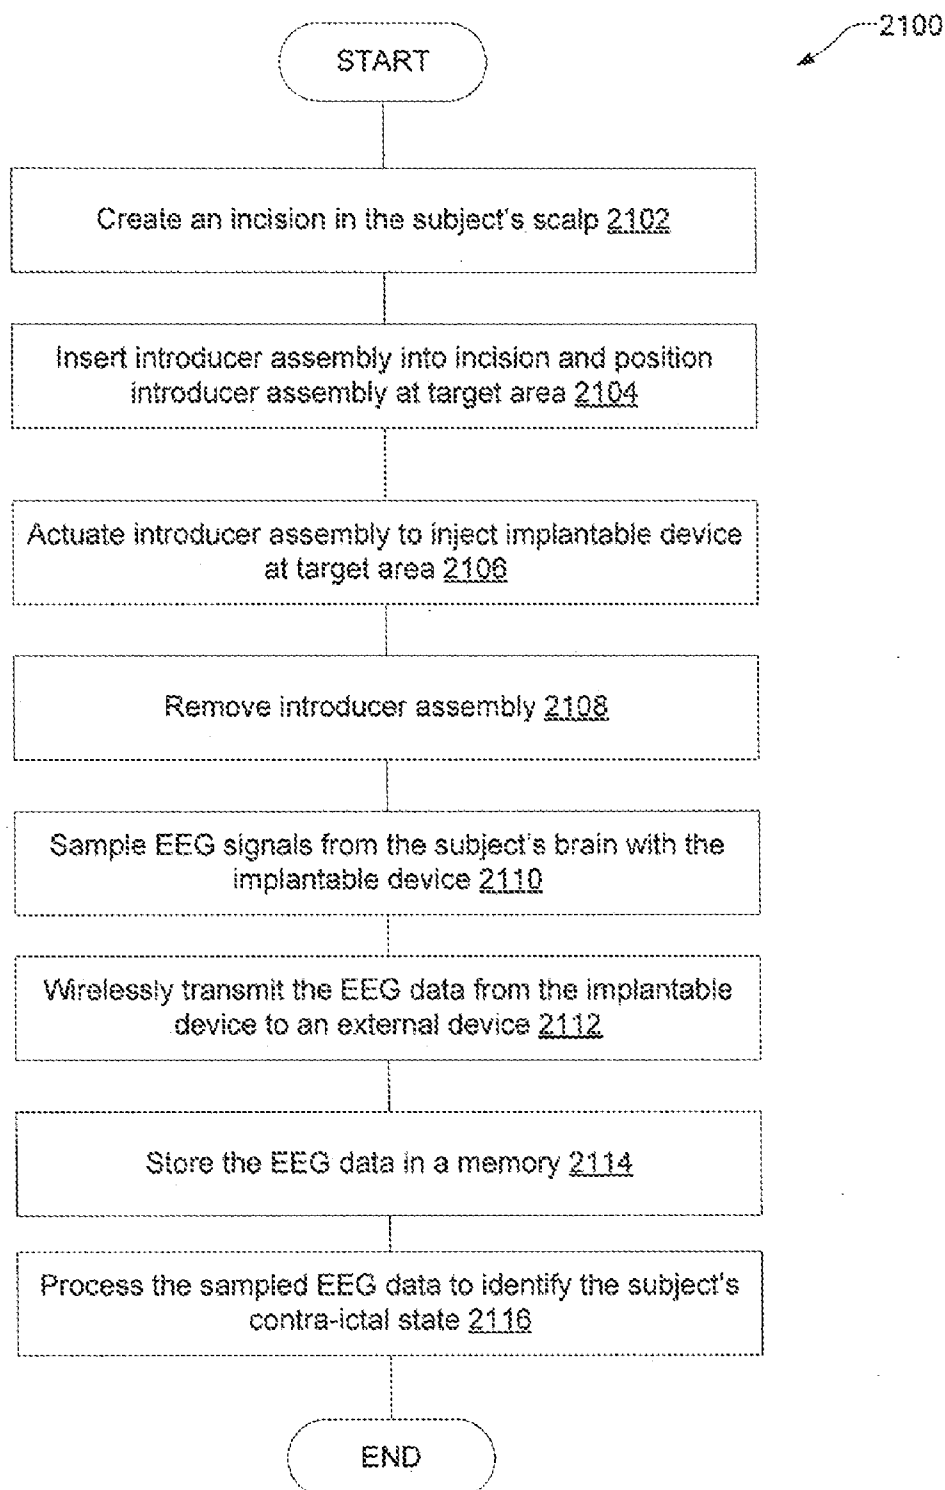 2100
START
Create an incision in the subject's scalp 2102
Insert introducer assembly into incision and position
introducer assembly at target area 2104
Actuate introducer assembly to inject implantable device
at target area 2106
Remove introducer assembly 2108
Sample EEG signals from the subject's brain with the
implantable device 2110
Wirelessly transmit the EEG data from the implantable
device to an external device 2112
Store the EEG data in a memory 2114
Process the sampled EEG data to identify the subject's
contra-ictal state 2116
END